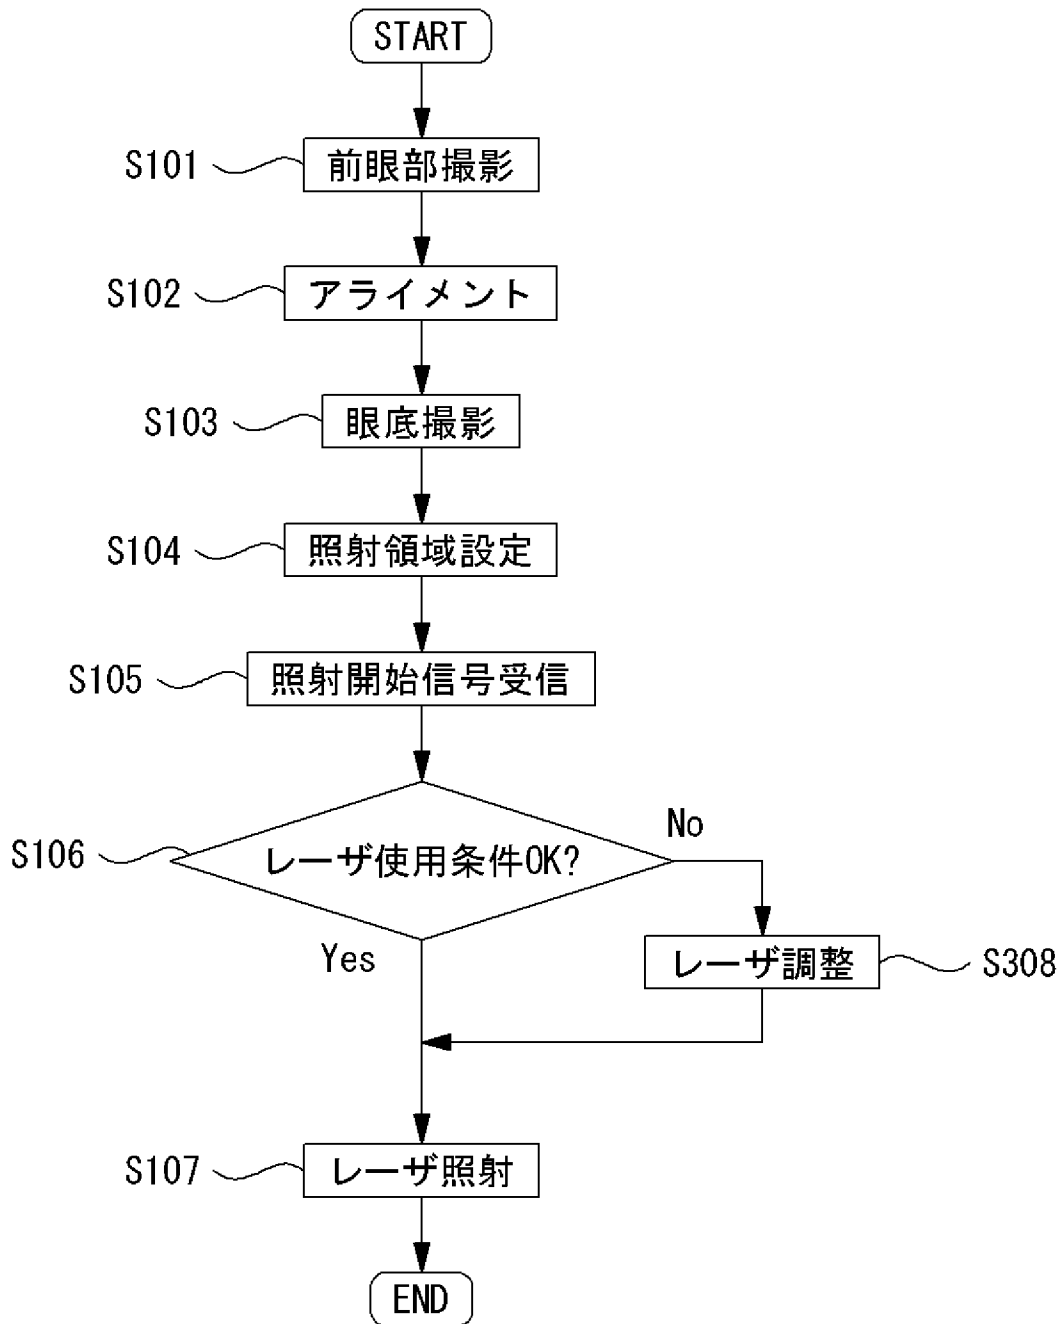 START
S101
前眼部撮影
S102
アライメント
S103
眼底撮影
S104
照射領域設定
S105
照射開始信号受信
S106
レーザ使用条件OK?
No
Yes
レーザ調整
S308
S107
レーザ照射
END